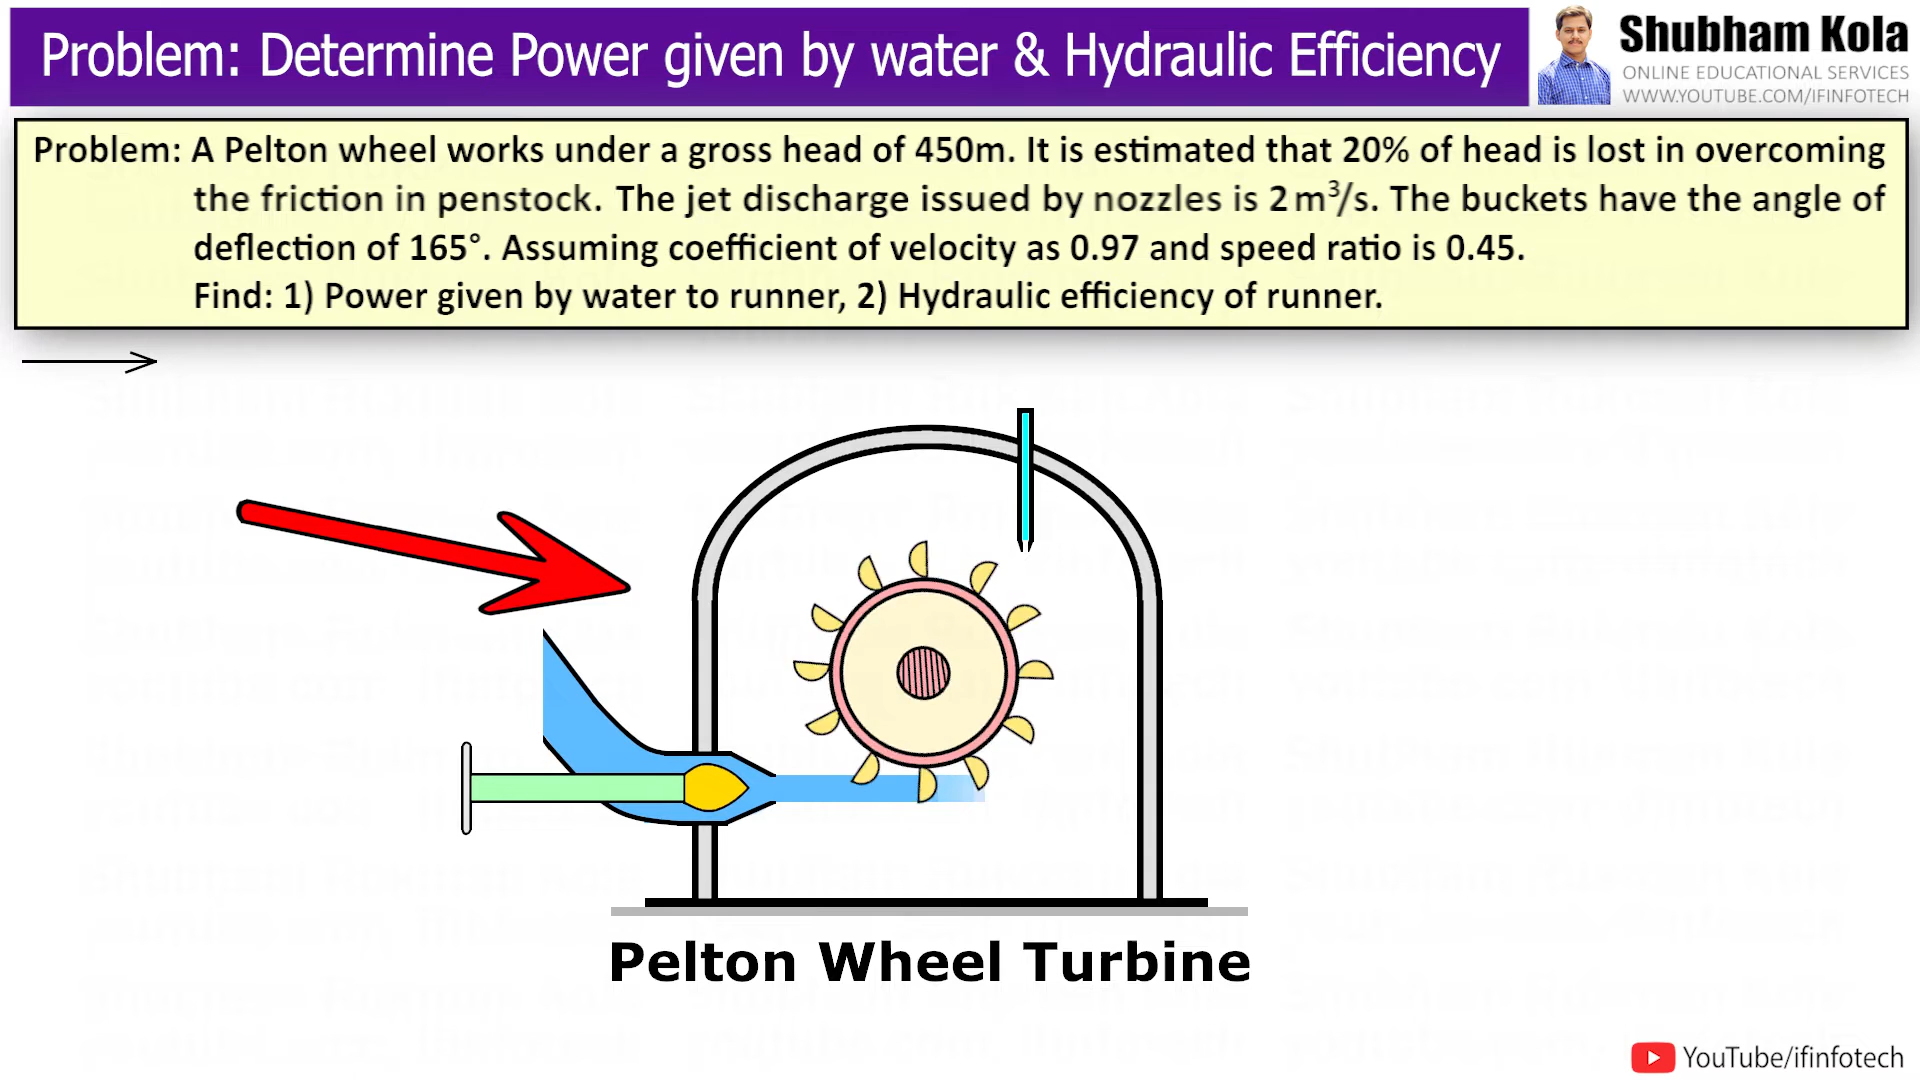 Problem: Determine Power given by water & Hydraulic Efficiency
Shubham Kola
ONLINE EDUCATIONAL SERVICES
WWW.YOUTUBE.COM/IFINFOTECH
Problem: A Pelton wheel works under a gross head of 450m. It is estimated that 20% of head is lost in overcoming
the friction in penstock. The jet discharge issued by nozzles is 2 m³/s. The buckets have the angle of
deflection of 165°. Assuming coefficient of velocity as 0.97 and speed ratio is 0.45.
Find: 1) Power given by water to runner, 2) Hydraulic efficiency of runner.
Pelton Wheel Turbine
YouTube/ifinfotech